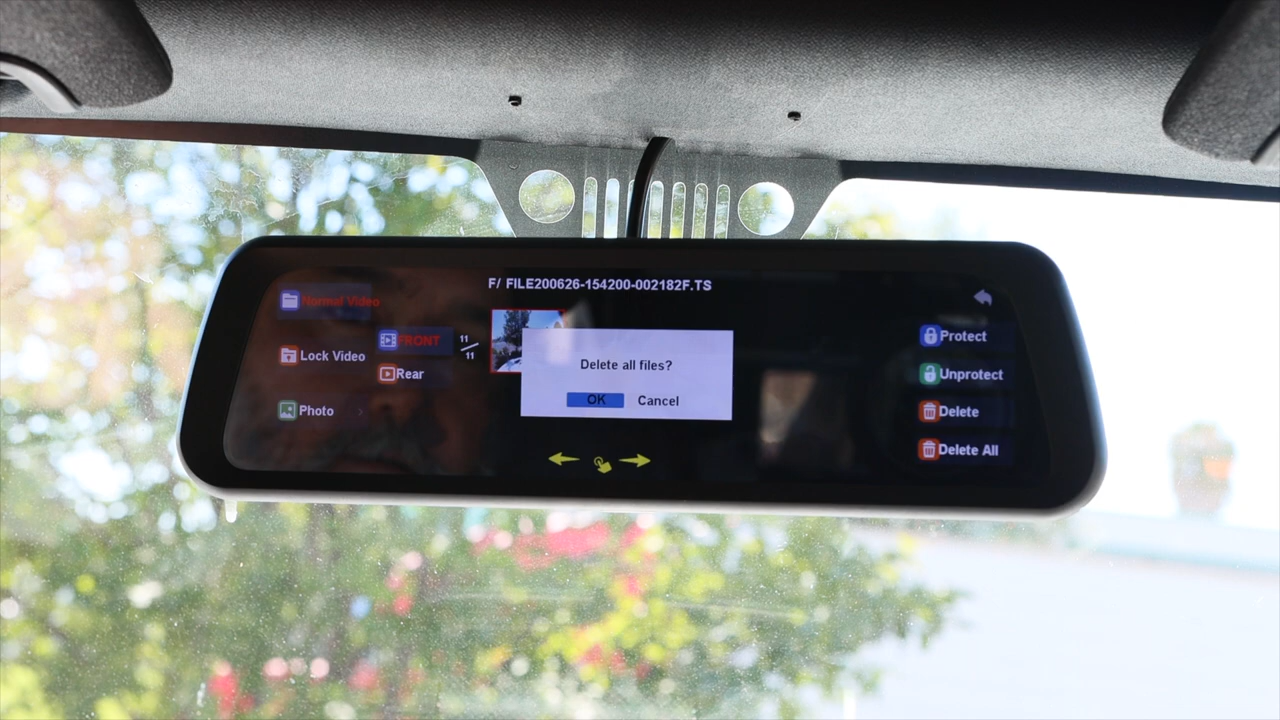 F/ FILE200626-154200-002182F.TS
Normal Video
Lock Video
Photo
FRONT
Rear
11/11
Delete all files?
OK Cancel
Protect
Unprotect
Delete
Delete All